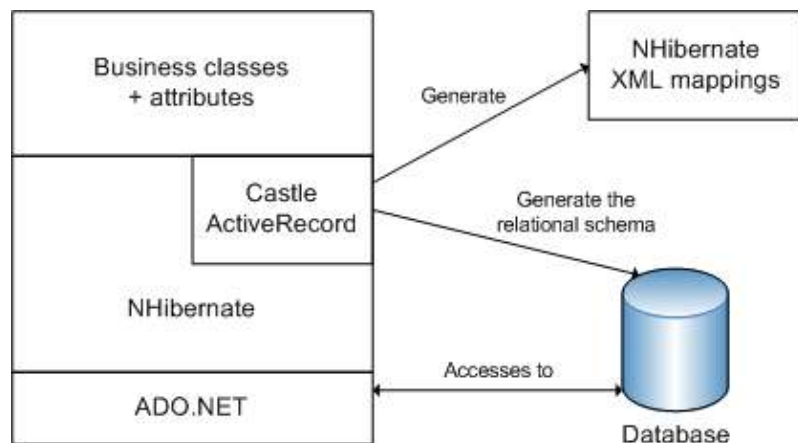 Business classes
+ attributes
NHibernate
XML mappings
Generate
Castle
ActiveRecord
Generate the
relational schema
NHibernate
Accesses to
ADO.NET
Database